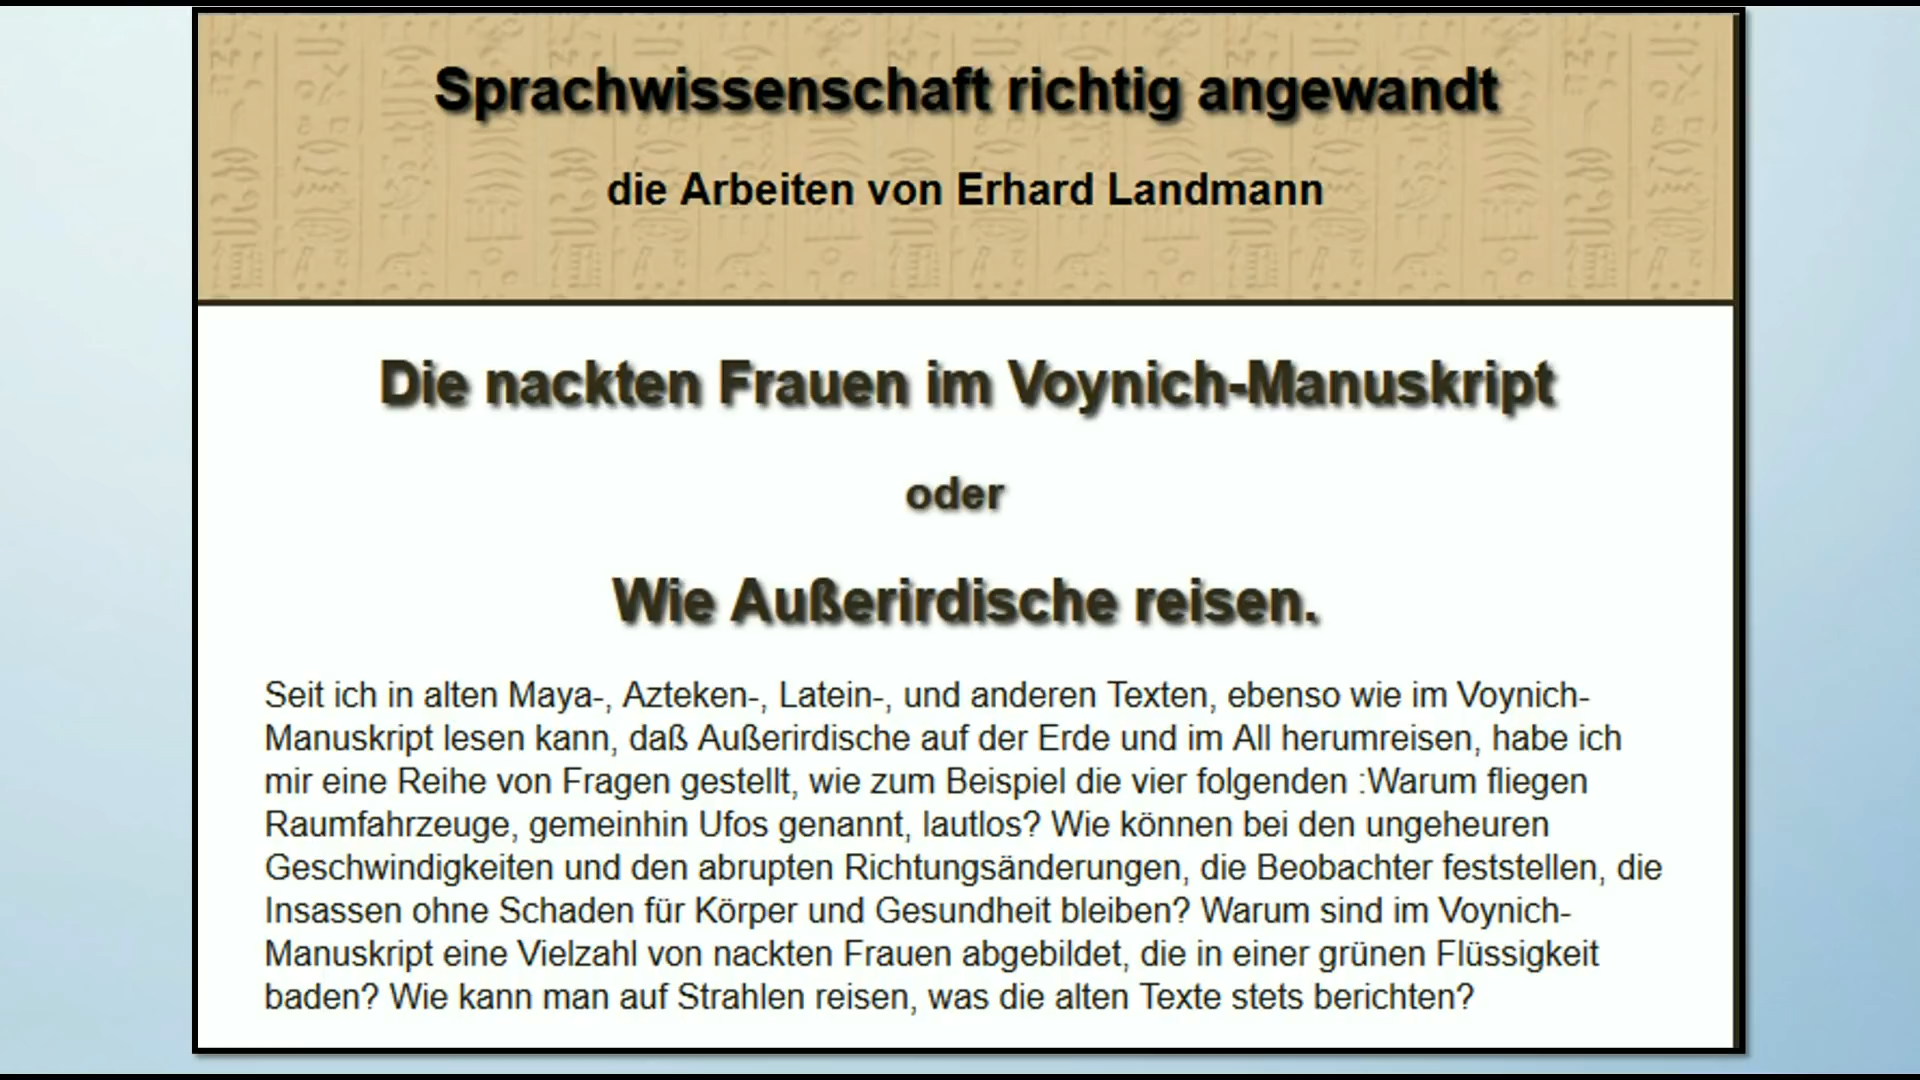 Sprachwissenschaft richtig angewandt
die Arbeiten von Erhard Landmann
Die nackten Frauen im Voynich-Manuskript
oder
Wie Außerirdische reisen.
Seit ich in alten Maya-, Azteken-, Latein-, und anderen Texten, ebenso wie im Voynich-
Manuskript lesen kann, daß Außerirdische auf der Erde und im All herumreisen, habe ich
mir eine Reihe von Fragen gestellt, wie zum Beispiel die vier folgenden :Warum fliegen
Raumfahrzeuge, gemeinhin Ufos genannt, lautlos? Wie können bei den ungeheuren
Geschwindigkeiten und den abrupten Richtungsänderungen, die Beobachter feststellen, die
Insassen ohne Schaden für Körper und Gesundheit bleiben? Warum sind im Voynich-
Manuskript eine Vielzahl von nackten Frauen abgebildet, die in einer grünen Flüssigkeit
baden? Wie kann man auf Strahlen reisen, was die alten Texte stets berichten?